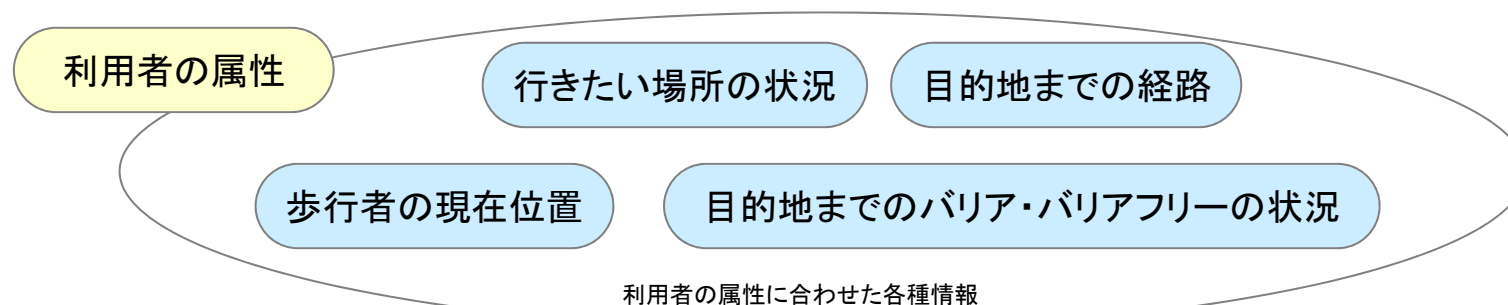 利用者の属性
行きたい場所の状況
目的地までの経路
歩行者の現在位置
目的地までのバリア・バリアフリーの状況
利用者の属性に合わせた各種情報